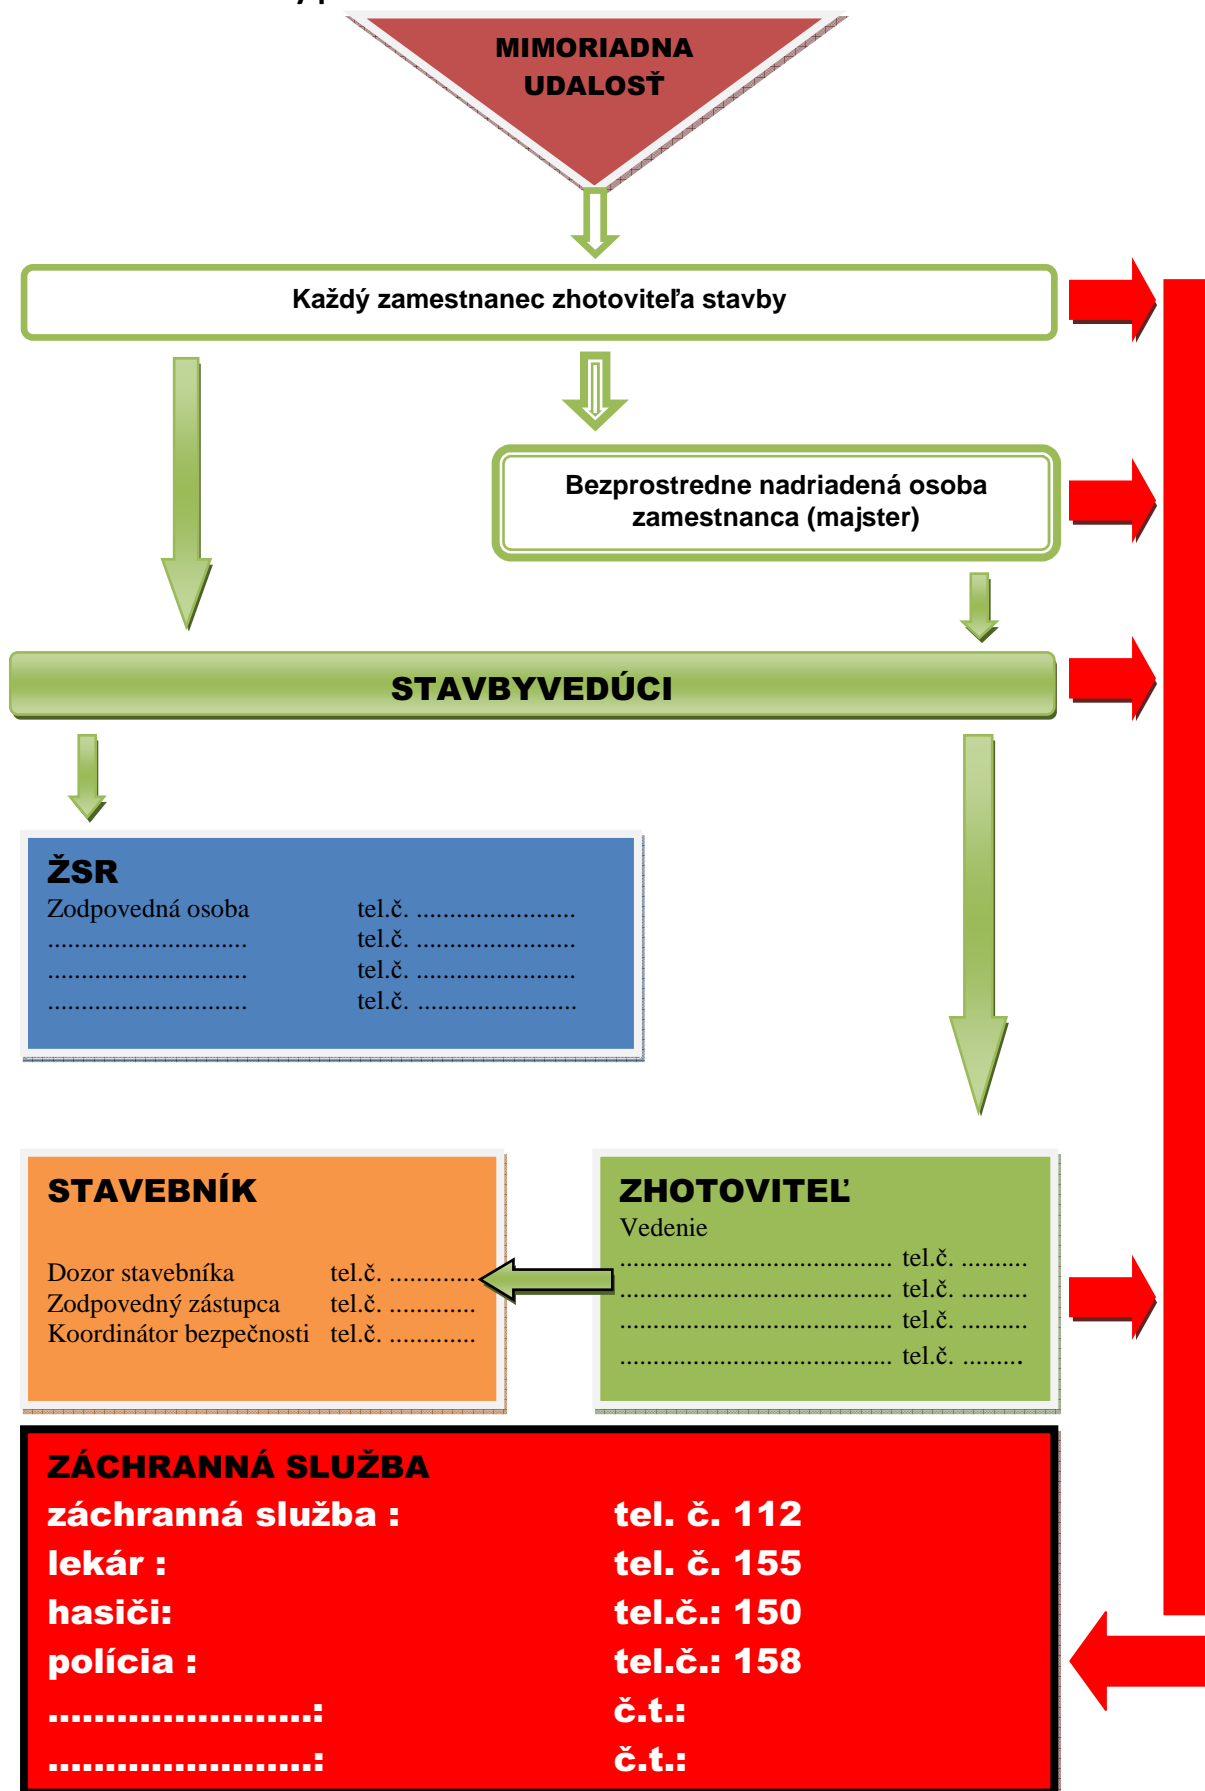 MIMORIADNA
UDALOSŤ
Každý zamestnanec zhotoviteľa stavby
Bezprostredne nadriadená osoba
zamestnanca (majster)
STAVBYVEDÚCI
ŽSR
Zodpovedná osoba tel.č. ........................
.............................. tel.č. ........................
.............................. tel.č. ........................
.............................. tel.č. ........................
STAVEBNÍK
Dozor stavebníka tel.č. .............
Zodpovedný zástupca tel.č. .............
Koordinátor bezpečnosti tel.č. .............
ZHOTOVITEĽ
Vedenie
......................................... tel.č. ..........
......................................... tel.č. ..........
......................................... tel.č. ..........
......................................... tel.č. .........
ZÁCHRANNÁ SLUŽBA
záchranná služba : tel. č. 112
lekár : tel. č. 155
hasiči: tel.č.: 150
polícia : tel.č.: 158
.......................: č.t.:
.......................: č.t.: